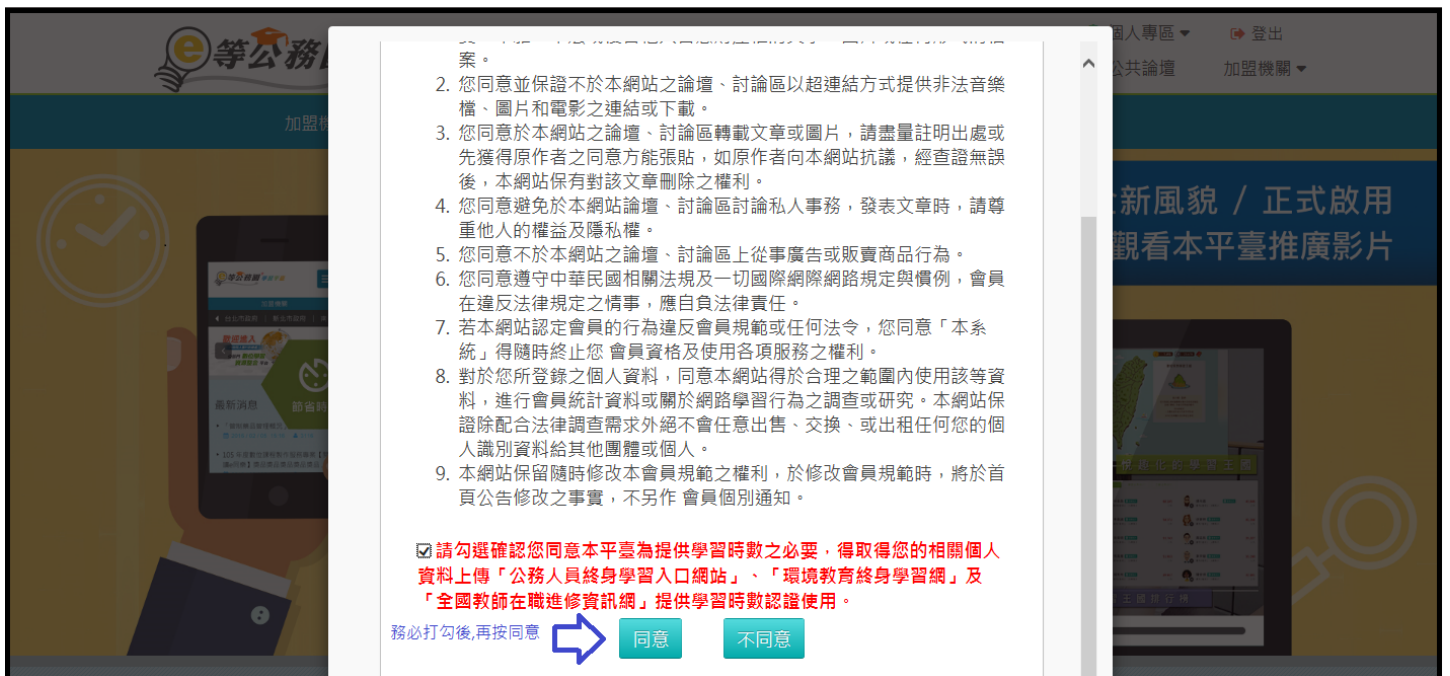 等公務
個人專區
登出
公共論壇 加盟機關
加盟機
案。
2. 您同意並保證不於本網站之論壇、討論區以超連結方式提供非法音樂
檔、圖片和電影之連結或下載。
3. 您同意於本網站之論壇、討論區轉載文章或圖片，請盡量註明出處或
先獲得原作者之同意方能張貼，如原作者向本網站抗議，經查證無誤
後，本網站保有對該文章刪除之權利。
4. 您同意避免於本網站論壇、討論區討論私人事務，發表文章時，請尊
重他人的權益及隱私權。
5. 您同意不於本網站之論壇、討論區上從事廣告或販賣商品行為。
6. 您同意遵守中華民國相關法規及一切國際網際網路規定與慣例，會員
在違反法律規定之情事，應自負法律責任。
7. 若本網站認定會員的行為違反會員規範或任何法令，您同意「本系
統」得隨時終止您 會員資格及使用各項服務之權利。
8. 對於您所登錄之個人資料，同意本網站得於合理之範圍內使用該等資
料，進行會員統計資料或關於網路學習行為之調查或研究。本網站保
證除配合法律調查需求外絕不會任意出售、交換、或出租任何您的個
人識別資料給其他團體或個人。
9. 本網站保留隨時修改本會員規範之權利，於修改會員規範時，將於首
頁公告修改之事實，不另作 會員個別通知。
請勾選確認您同意本平臺為提供學習時數之必要，得取得您的相關個人
資料上傳「公務人員終身學習入口網站」、「環境教育終身學習網」及
「全國教師在職進修資訊網」提供學習時數認證使用。
務必打勾後,再按同意
同意 不同意
全新風貌 / 正式啟用
觀看本平臺推廣影片
加盟機關
最新消息
節省時